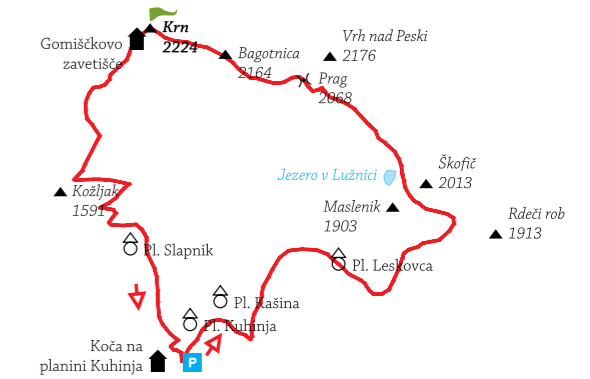 Krn
2224
Gomiščkovo
zavetišče
Bagotnica
2164
Vrh nad Peski
2176
Prag
2068
Škofič
2013
Jezero v Lužnici
Kožljak
1591
Maslenik
1903
Rdeči rob
1913
Pl. Slapnik
Pl. Leskovca
Pl. Kašina
Pl. Kuhinja
Koča na
planini Kuhinja
P